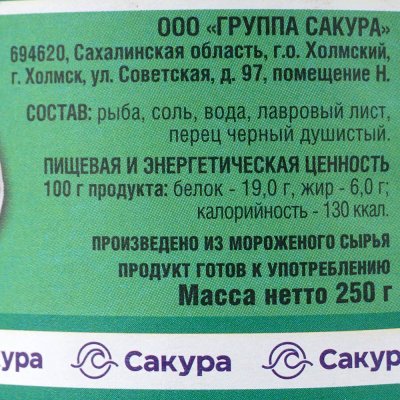 ООО «ГРУППА САКУРА»
694620, Сахалинская область, г.о. Холмский,
г. Холмск, ул. Советская, д. 97, помещение Н.
СОСТАВ: рыба, соль, вода, лавровый лист,
перец черный душистый.
ПИЩЕВАЯ И ЭНЕРГЕТИЧЕСКАЯ ЦЕННОСТЬ
100 г продукта: белок - 19,0 г, жир - 6,0 г;
калорийность - 130 ккал.
ПРОИЗВЕДЕНО ИЗ МОРОЖЕНОГО СЫРЬЯ
ПРОДУКТ ГОТОВ К УПОТРЕБЛЕНИЮ
Масса нетто 250 г
кура Сакура Са